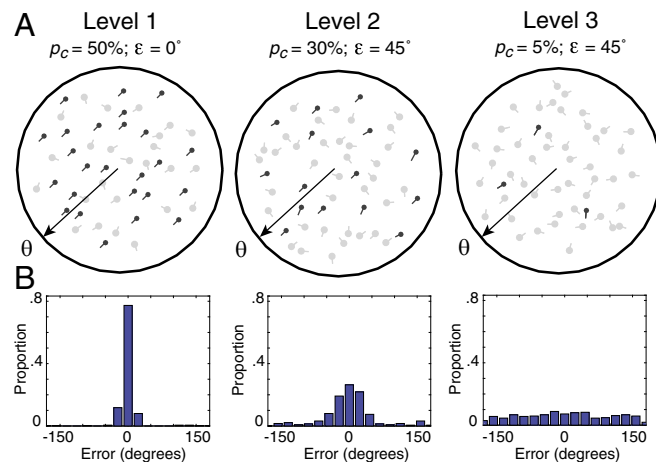 A
Level 1
Level 2
Level 3
p_c = 50%; ε = 0°
p_c = 30%; ε = 45°
p_c = 5%; ε = 45°
θ
θ
θ
B
.8
.8
.8
Proportion
Proportion
Proportion
.4
.4
.4
0
0
0
-150 0 150
-150 0 150
-150 0 150
Error (degrees)
Error (degrees)
Error (degrees)